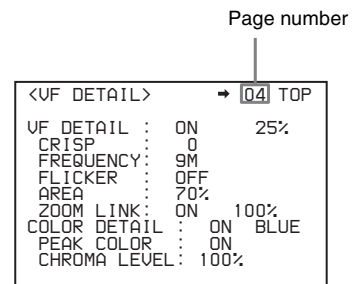 Page number
<VF DETAIL> → 04 TOP
VF DETAIL : ON 25%
CRISP : 0
FREQUENCY: 9M
FLICKER : OFF
AREA : 70%
ZOOM LINK: ON 100%
COLOR DETAIL : ON BLUE
PEAK COLOR : ON
CHROMA LEVEL: 100%